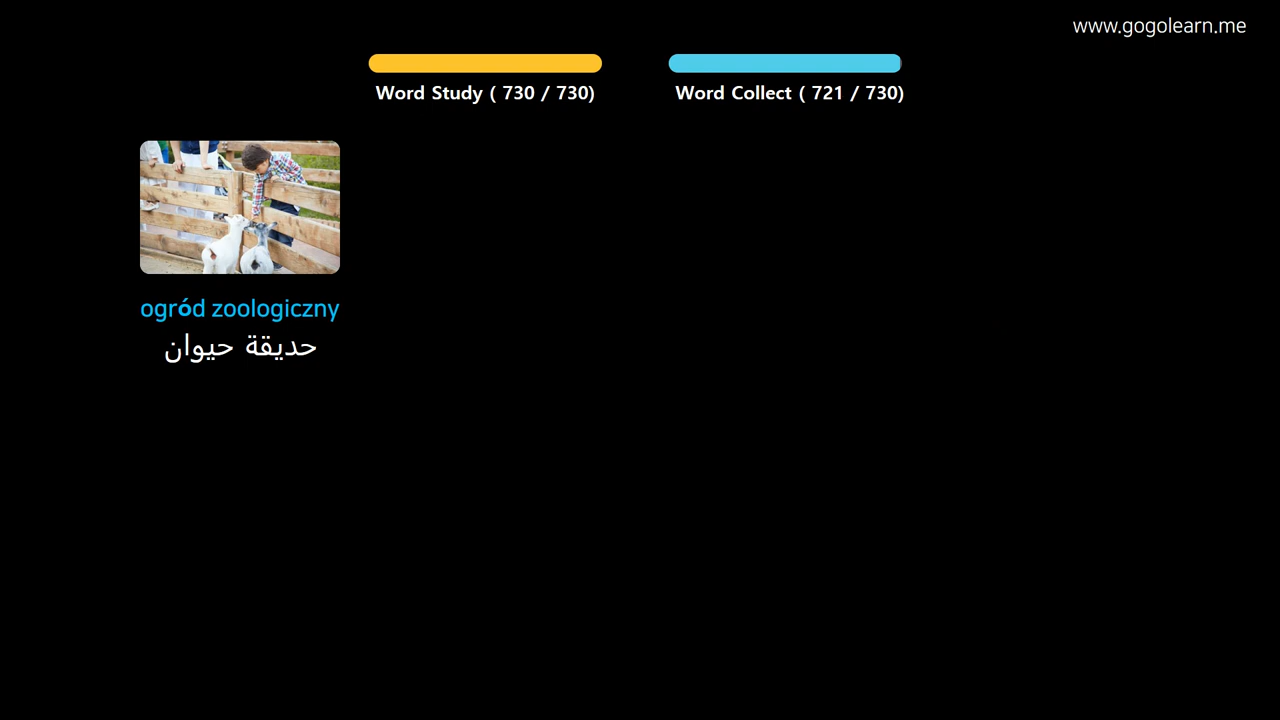 www.gogolearn.me
Word Study ( 730 / 730)
Word Collect ( 721 / 730)
ogród zoologiczny
حديقة حيوان